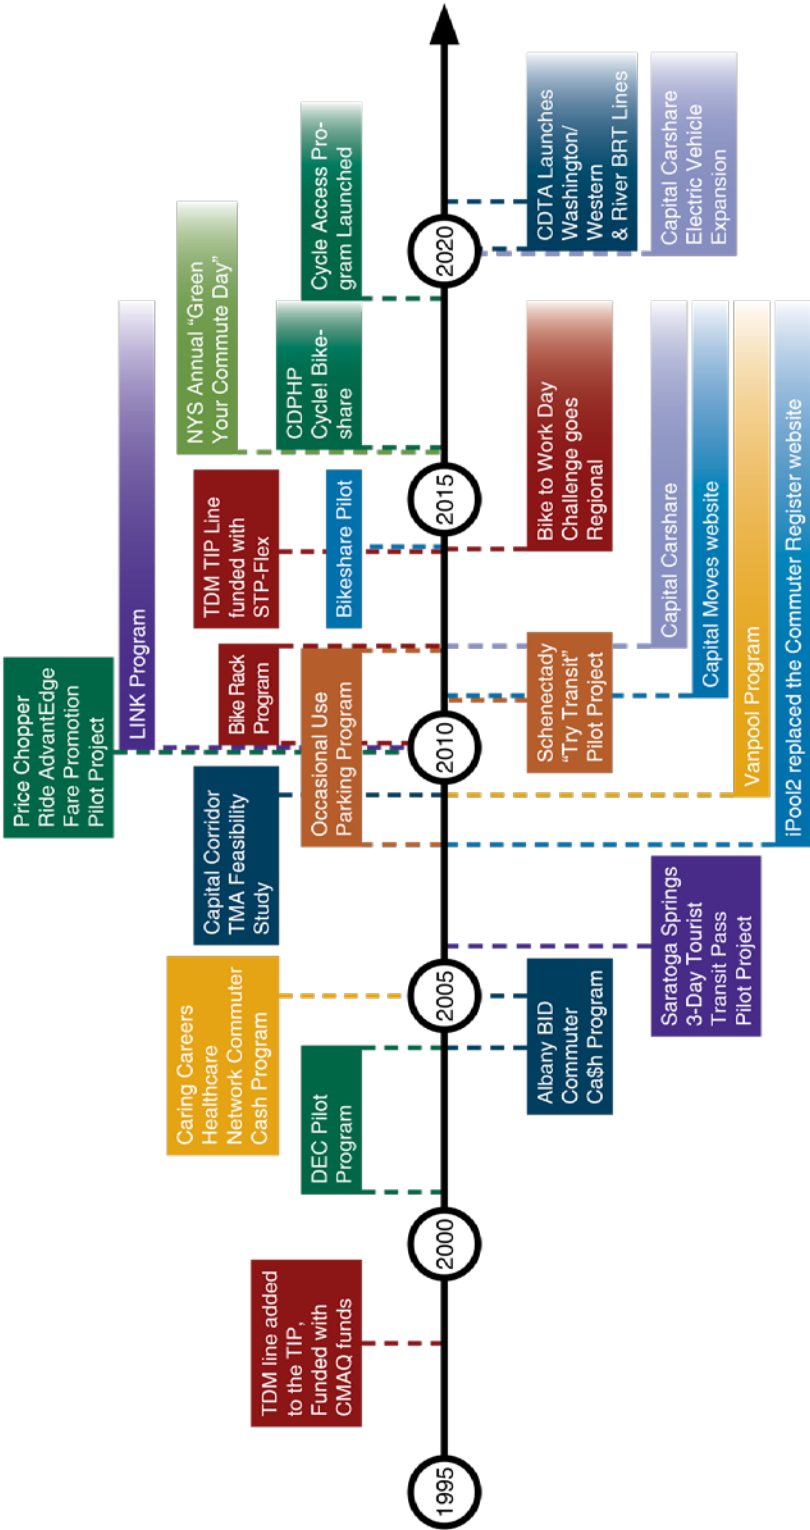 Price Chopper
Ride AdvantEdge
Fare Promotion
Pilot Project
LINK Program
NYS Annual “Green
Your Commute Day”
Caring Careers
Healthcare
Network Commuter
Cash Program
Capital Corridor
TMA Feasibility
Study
TDM TIP Line
funded with
STP-Flex
Bike Rack
Program
TDM line added
to the TIP,
Funded with
CMAQ funds
CDPHP
Cycle! Bike-
share
DEC Pilot
Program
Occasional Use
Parking Program
Bikeshare Pilot
Cycle Access Pro-
gram Launched
1995
2000
2005
2010
2015
2020
Albany BID
Commuter
Ca$h Program
Schenectady
“Try Transit”
Pilot Project
Bike to Work Day
Challenge goes
Regional
CDTA Launches
Washington/
Western
& River BRT Lines
Saratoga Springs
3-Day Tourist
Transit Pass
Pilot Project
Capital Carshare
Capital Carshare
Electric Vehicle
Expansion
Capital Moves website
Vanpool Program
iPool2 replaced the Commuter Register website